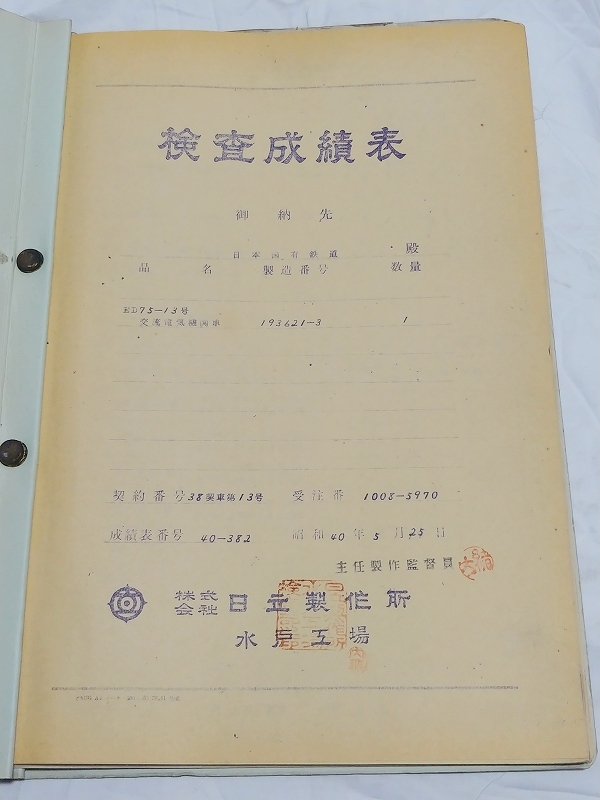 検査成績表
御納先
日本国有鉄道 殿
品名 製造番号 数量
ED75-13号
交流電気機関車 193621-3 1
契約番号 38契車第13号 受注番 1008-5970
成績表番号 40-382 昭和40年5月25日
主任製作監督員
株式会社 日立製作所
水戸工場